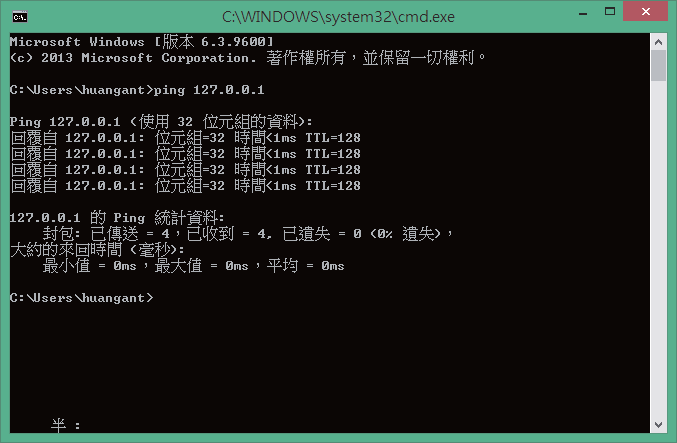 C:\WINDOWS\system32\cmd.exe
Microsoft Windows [版本 6.3.9600]
(c) 2013 Microsoft Corporation. 著作權所有，並保留一切權利。
C:\Users\huangant>ping 127.0.0.1
Ping 127.0.0.1 (使用 32 位元組的資料):
回覆自 127.0.0.1: 位元組=32 時間<1ms TTL=128
回覆自 127.0.0.1: 位元組=32 時間<1ms TTL=128
回覆自 127.0.0.1: 位元組=32 時間<1ms TTL=128
回覆自 127.0.0.1: 位元組=32 時間<1ms TTL=128
127.0.0.1 的 Ping 統計資料:
封包: 已傳送 = 4，已收到 = 4, 已遺失 = 0 (0% 遺失)，
大約的來回時間 (毫秒):
最小值 = 0ms，最大值 = 0ms，平均 = 0ms
C:\Users\huangant>
半 :